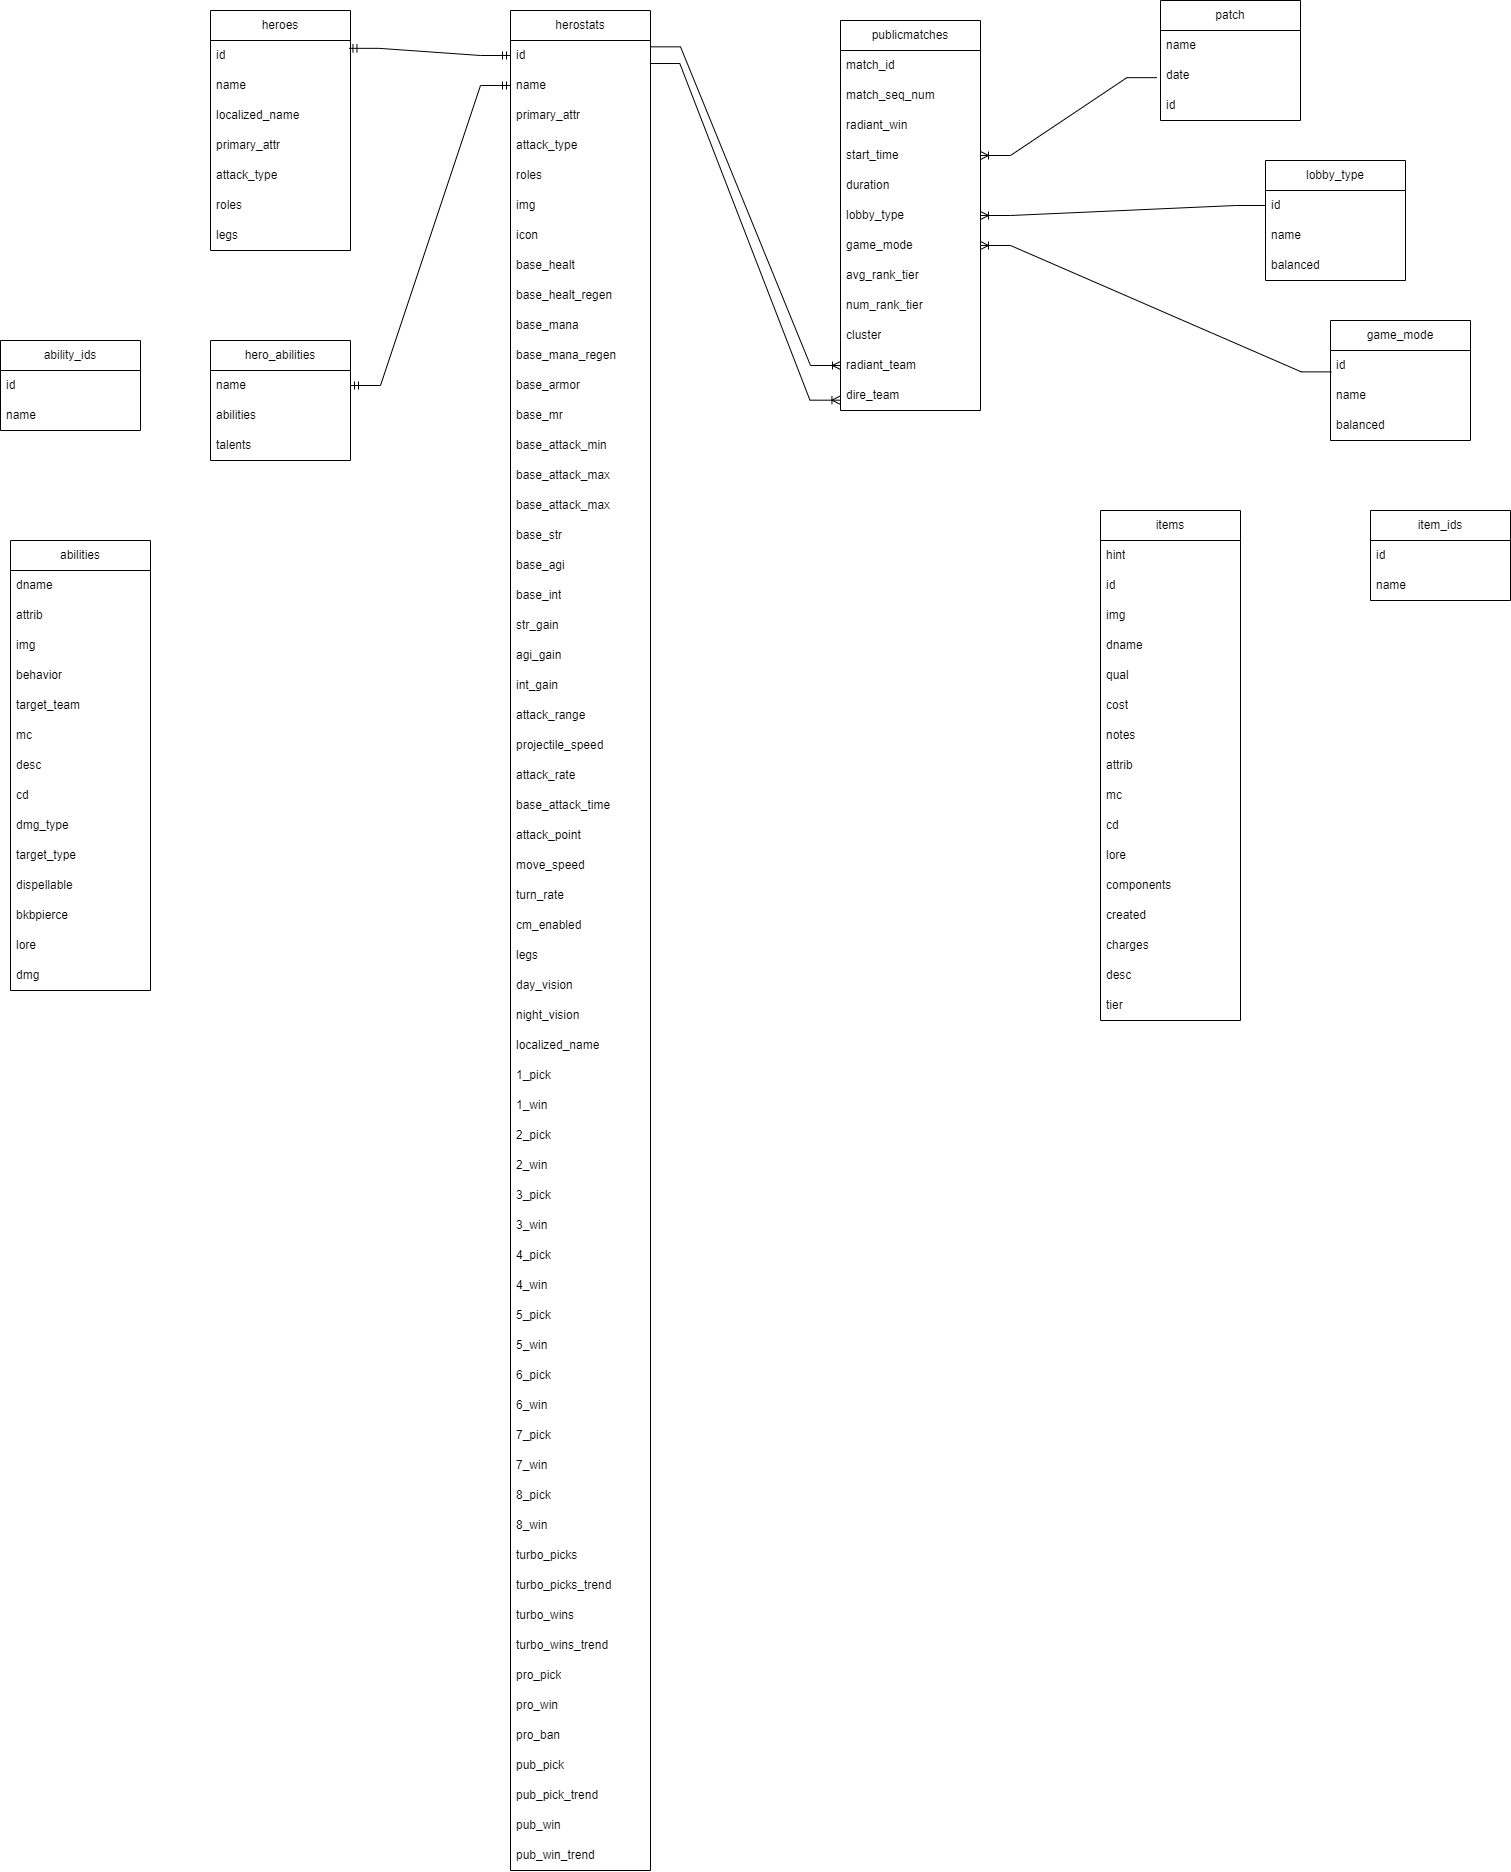 heroes
id
name
localized_name
primary_attr
attack_type
roles
legs
herostats
id
name
primary_attr
attack_type
roles
img
icon
base_healt
base_healt_regen
base_mana
base_mana_regen
base_armor
base_mr
base_attack_min
base_attack_max
base_attack_max
base_str
base_agi
base_int
str_gain
agi_gain
int_gain
attack_range
projectile_speed
attack_rate
base_attack_time
attack_point
move_speed
turn_rate
cm_enabled
legs
day_vision
night_vision
localized_name
1_pick
1_win
2_pick
2_win
3_pick
3_win
4_pick
4_win
5_pick
5_win
6_pick
6_win
7_pick
7_win
8_pick
8_win
turbo_picks
turbo_picks_trend
turbo_wins
turbo_wins_trend
pro_pick
pro_win
pro_ban
pub_pick
pub_pick_trend
pub_win
pub_win_trend
publicmatches
match_id
match_seq_num
radiant_win
start_time
duration
lobby_type
game_mode
avg_rank_tier
num_rank_tier
cluster
radiant_team
dire_team
patch
name
date
id
lobby_type
id
name
balanced
game_mode
id
name
balanced
ability_ids
id
name
hero_abilities
name
abilities
talents
abilities
dname
attrib
img
behavior
target_team
mc
desc
cd
dmg_type
target_type
dispellable
bkbpierce
lore
dmg
items
hint
id
img
dname
qual
cost
notes
attrib
mc
cd
lore
components
created
charges
desc
tier
item_ids
id
name